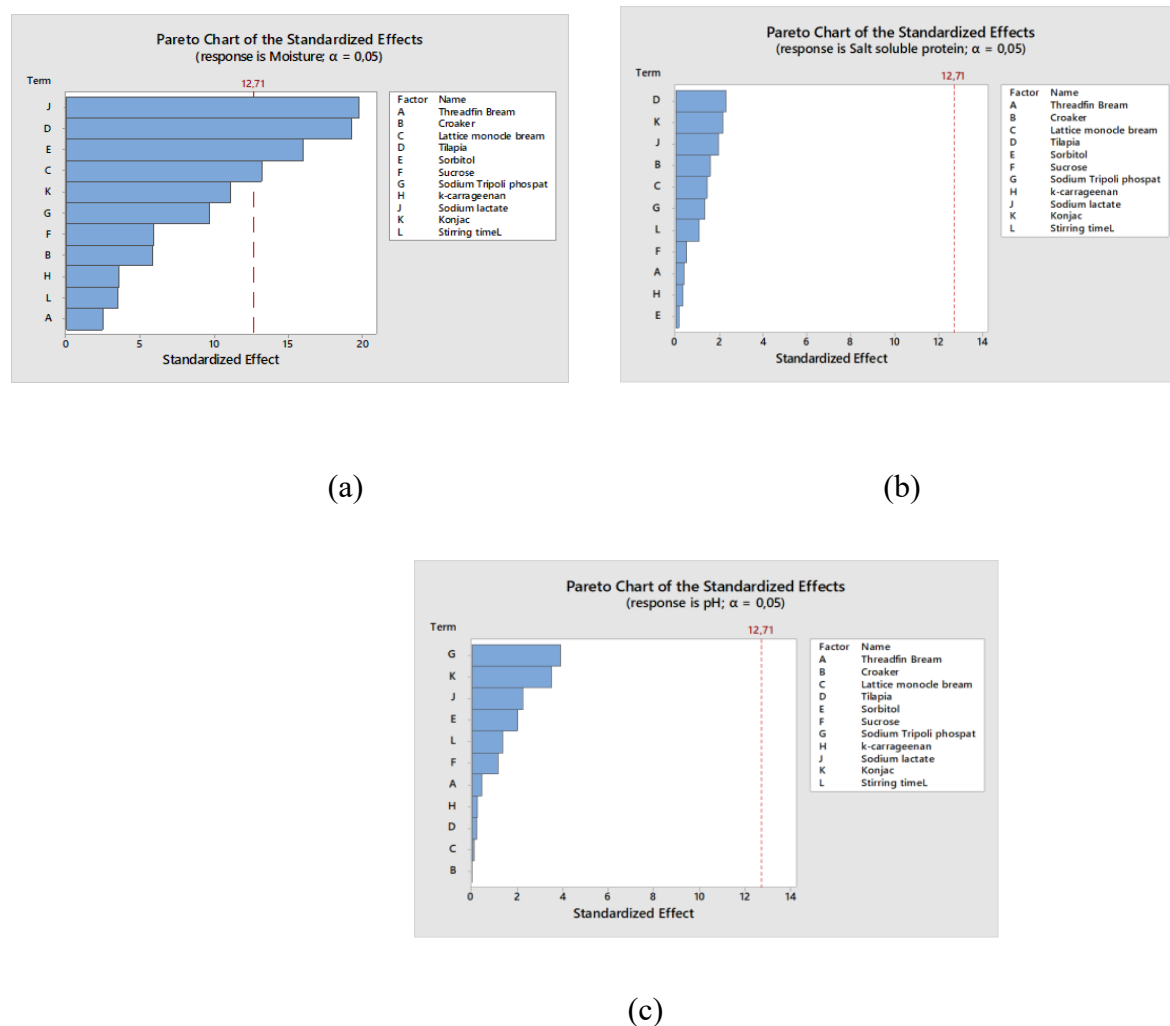 Pareto Chart of the Standardized Effects
(response is Moisture; α = 0,05)
Term
12,71
J
D
E
C
K
G
F
B
H
L
A
0 5 10 15 20
Standardized Effect
Factor Name
A Threadfin Bream
B Croaker
C Lattice monocle bream
D Tilapia
E Sorbitol
F Sucrose
G Sodium Tripoli phospat
H k-carrageenan
J Sodium lactate
K Konjac
L Stirring timeL
(a)
Pareto Chart of the Standardized Effects
(response is Salt soluble protein; α = 0,05)
Term
12,71
D
K
J
B
C
G
L
F
A
H
E
0 2 4 6 8 10 12 14
Standardized Effect
Factor Name
A Threadfin Bream
B Croaker
C Lattice monocle bream
D Tilapia
E Sorbitol
F Sucrose
G Sodium Tripoli phospat
H k-carrageenan
J Sodium lactate
K Konjac
L Stirring timeL
(b)
Pareto Chart of the Standardized Effects
(response is pH; α = 0,05)
Term
12,71
G
K
J
E
L
F
A
H
D
C
B
0 2 4 6 8 10 12 14
Standardized Effect
Factor Name
A Threadfin Bream
B Croaker
C Lattice monocle bream
D Tilapia
E Sorbitol
F Sucrose
G Sodium Tripoli phospat
H k-carrageenan
J Sodium lactate
K Konjac
L Stirring timeL
(c)